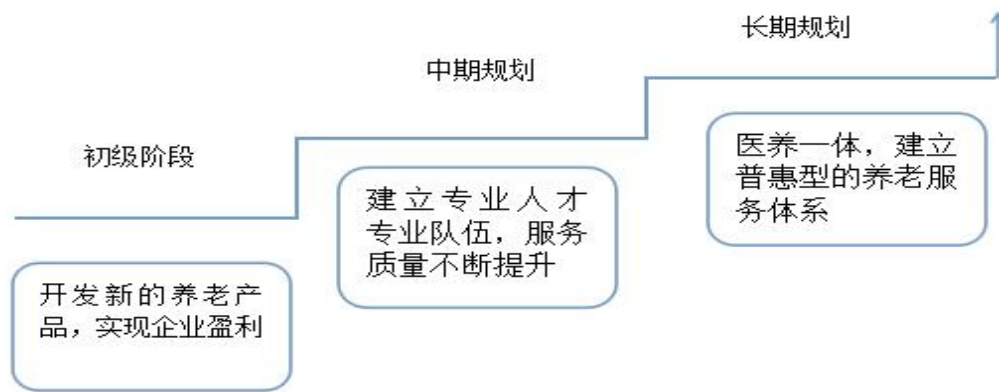 长期规划
中期规划
初级阶段
医养一体，建立
普惠型的养老服
务体系
建立专业人才
专业队伍，服务
质量不断提升
开发新的养老产
品，实现企业盈利